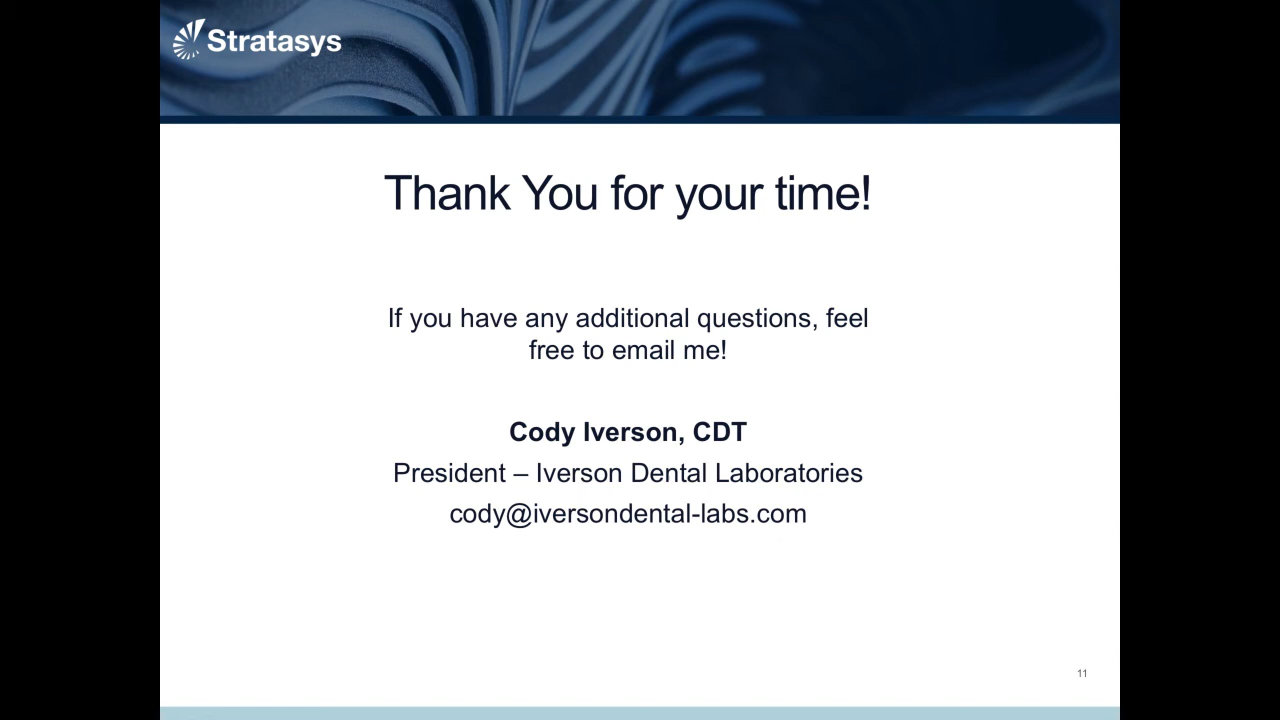 Stratasys
Thank You for your time!
If you have any additional questions, feel
free to email me!
Cody Iverson, CDT
President – Iverson Dental Laboratories
cody@iversondental-labs.com
11